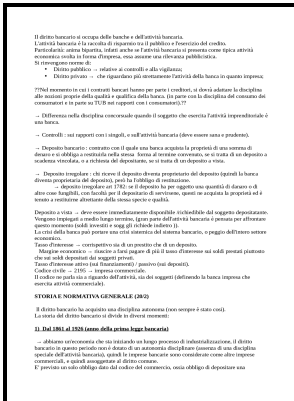 Il diritto bancario si occupa delle banche e dell'attività bancaria.
L'attività bancaria è la raccolta di risparmio tra il pubblico e l'esercizio del credito.
Particolarità: anima bipartita, infatti anche se l'attività bancaria si presenta come tipica attività
economica svolta in forma d'impresa, essa assume una rilevanza pubblicistica.
Si rinvengono norme di:
• Diritto pubblico → relative ai controlli e alla vigilanza;
• Diritto privato → che riguardano più strettamente l'attività della banca in quanto impresa;
??Nel momento in cui i contratti bancari hanno per parte i creditori, si dovrà adattare la disciplina
alle nozioni proprie della qualità e qualifica della banca. (in parte con la disciplina del consumo dei
consumatori e in parte su TUB nei rapporti con i consumatori).??
→ Differenza nella disciplina concorsuale quando il soggetto che esercita l'attività imprenditoriale è
una banca.
→ Controlli : sui rapporti con i singoli, e sull'attività bancaria (deve essere sana e prudente).
→ Deposito bancario : contratto con il quale una banca acquista la proprietà di una somma di
denaro e si obbliga a restituirla nella stessa forma al termine convenuto, se si tratta di un deposito a
scadenza vincolata, o a richiesta del depositante, se si tratta di un deposito a vista.
→ Deposito irregolare : chi riceve il deposito diventa proprietario del deposito (quindi la banca
diventa proprietaria del deposito), però ha l'obbligo di restituzione.
→ deposito irregolare art 1782: se il deposito ha per oggetto una quantità di danaro o di
altre cose fungibili, con facoltà per il depositario di servirsene, questi ne acquista la proprietà ed è
tenuto a restituirne altrettante della stessa specie e qualità.
Deposito a vista → deve essere immediatamente disponibile richiedibile dal soggetto depositante.
Vengono impiegati a medio lungo termine, (gran parte dell'attività bancaria è pensata per affrontare
questo momento (soldi investiti e sogg gli richiede indietro )).
La crisi della banca può portare una crisi sistemica del sistema bancario, o peggio dell'intero settore
economico.
Tasso d'interesse → corrispettivo sia di un prestito che di un deposito.
Margine economico → riuscire a farsi pagare di più il tasso d'interesse sui soldi prestati piuttosto
che sui soldi depositati dai soggetti privati.
Tasso d'interesse attivo (sui finanziamenti) / passivo (sui depositi).
Codice civile → 2195 → impresa commerciale.
Il codice ne parla sia a riguardo dell'attività, sia dei soggetti (definendo la banca impresa che
esercita attività commerciale).
STORIA E NORMATIVA GENERALE (20/2)
Il diritto bancario ha acquisito una disciplina autonoma (non sempre è stato così).
La storia del diritto bancario si divide in diversi momenti:
1) Dal 1861 al 1926 (anno della prima legge bancaria)
→ abbiamo un'economia che sta iniziando un lungo processo di industrializzazione, il diritto
bancario in questo periodo non è dotato di un autonomia disciplinare (assenza di una disciplina
speciale dell'attività bancaria), quindi le imprese bancarie sono considerate come altre imprese
commerciali, e quindi assoggettate al diritto comune.
E' previsto un solo obbligo dato dal codice del commercio, ossia obbligo di depositare una